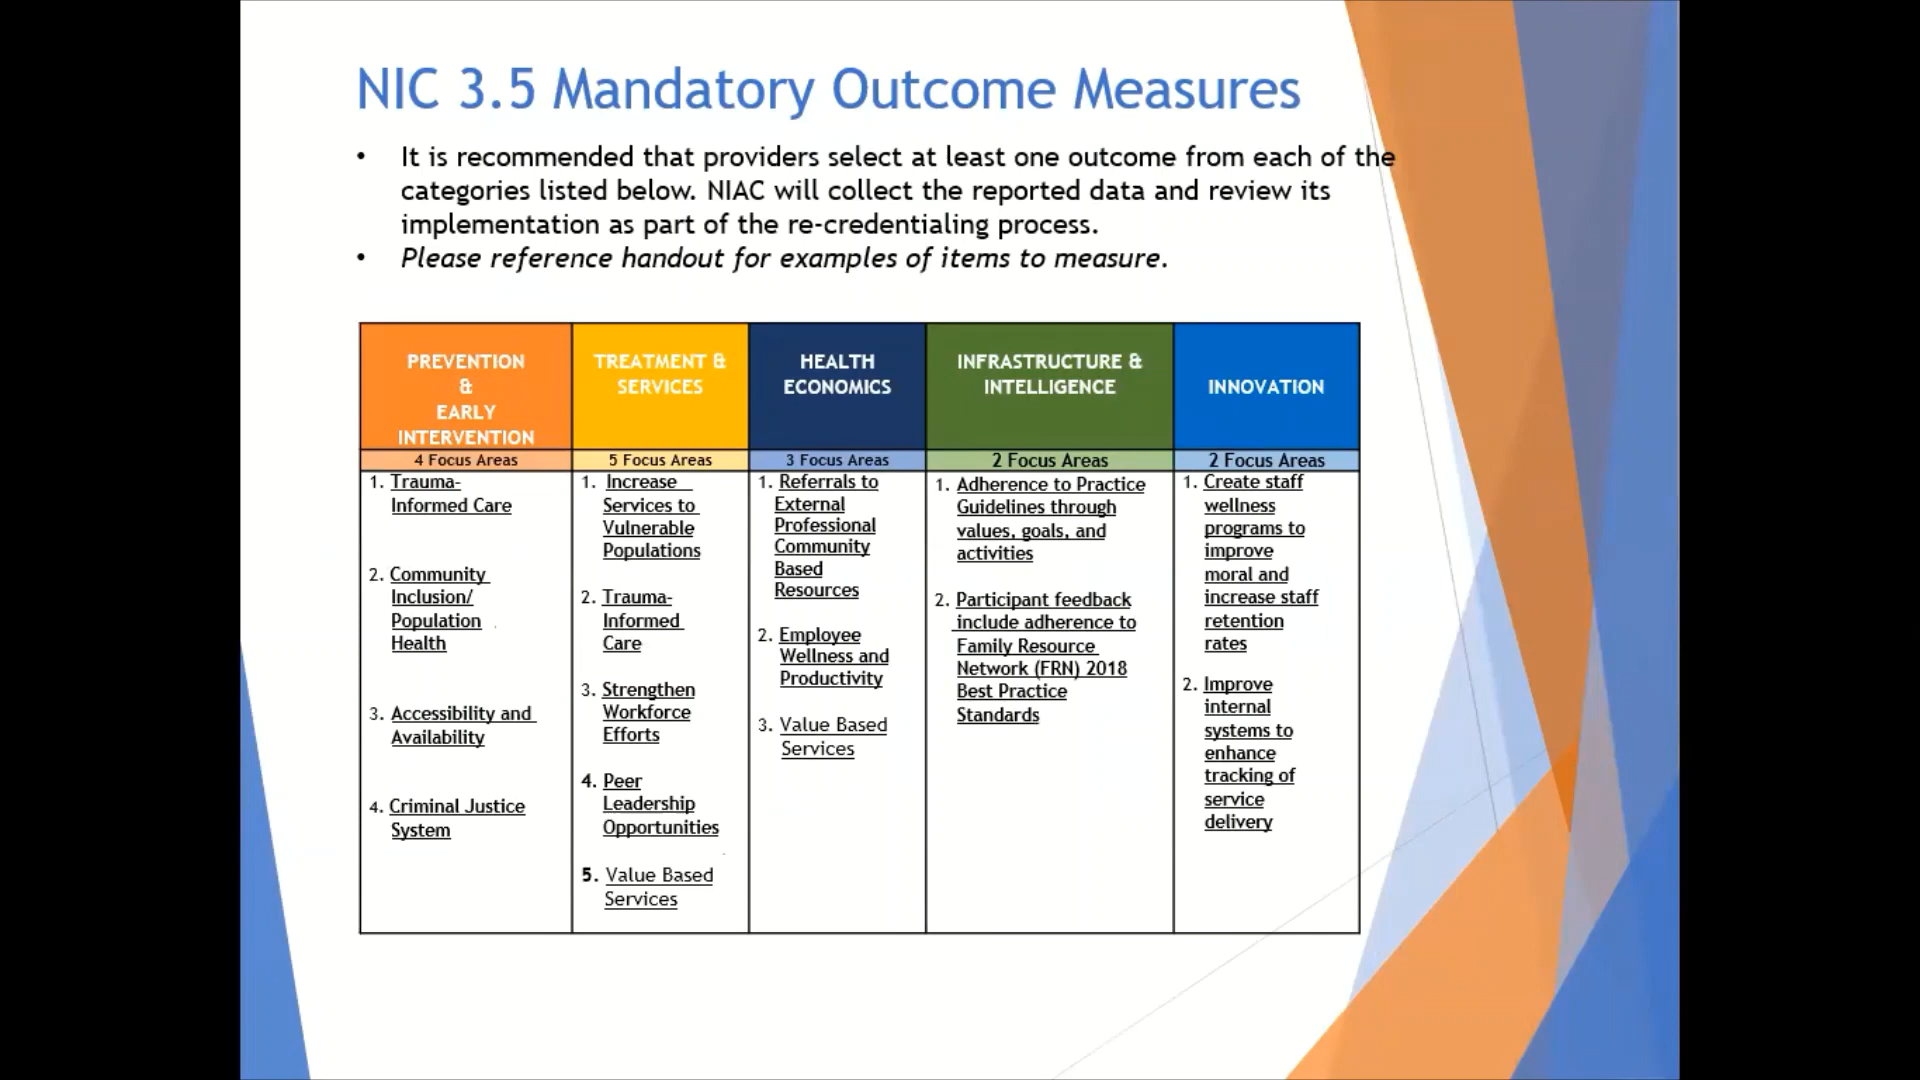 NIC 3.5 Mandatory Outcome Measures
• It is recommended that providers select at least one outcome from each of the
categories listed below. NIAC will collect the reported data and review its
implementation as part of the re-credentialing process.
• Please reference handout for examples of items to measure.
PREVENTION
&
EARLY
INTERVENTION
4 Focus Areas
1. Trauma-
Informed Care
2. Community
Inclusion/
Population
Health
3. Accessibility and
Availability
4. Criminal Justice
System
TREATMENT &
SERVICES
5 Focus Areas
1. Increase
Services to
Vulnerable
Populations
2. Trauma-
Informed
Care
3. Strengthen
Workforce
Efforts
4. Peer
Leadership
Opportunities
5. Value Based
Services
HEALTH
ECONOMICS
3 Focus Areas
1. Referrals to
External
Professional
Community
Based
Resources
2. Employee
Wellness and
Productivity
3. Value Based
Services
INFRASTRUCTURE &
INTELLIGENCE
2 Focus Areas
1. Adherence to Practice
Guidelines through
values, goals, and
activities
2. Participant feedback
include adherence to
Family Resource
Network (FRN) 2018
Best Practice
Standards
INNOVATION
2 Focus Areas
1. Create staff
wellness
programs to
improve
moral and
increase staff
retention
rates
2. Improve
internal
systems to
enhance
tracking of
service
delivery